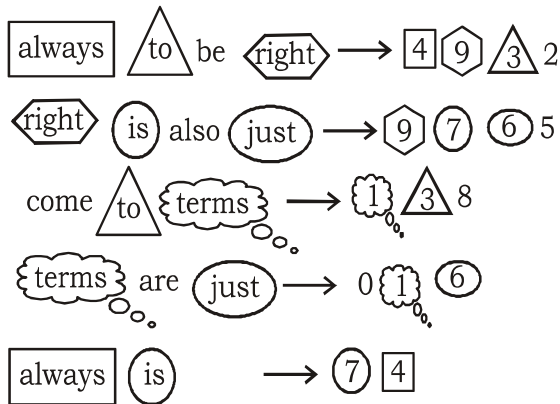 always to be right → 4 9 3 2
right is also just → 9 7 6 5
come to terms → 1 3 8
terms are just → 0 1 6
always is → 7 4